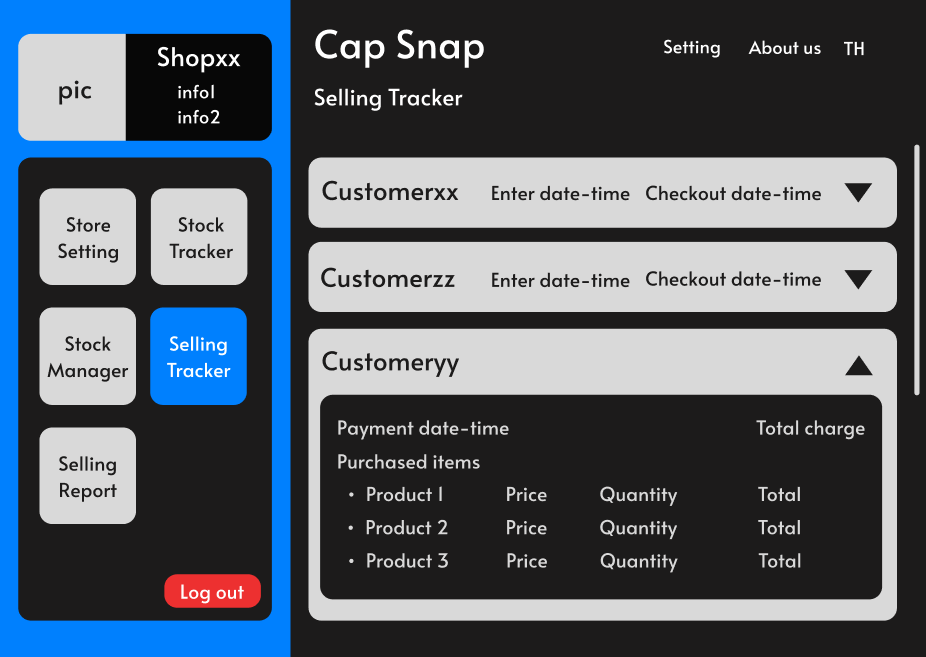 pic
Shopxx
info1
info2
Store
Setting
Stock
Tracker
Stock
Manager
Selling
Tracker
Selling
Report
Log out
Cap Snap
Setting About us TH
Selling Tracker
Customerxx Enter date-time Checkout date-time
Customerzz Enter date-time Checkout date-time
Customeryy
Payment date-time Total charge
Purchased items
• Product 1 Price Quantity Total
• Product 2 Price Quantity Total
• Product 3 Price Quantity Total